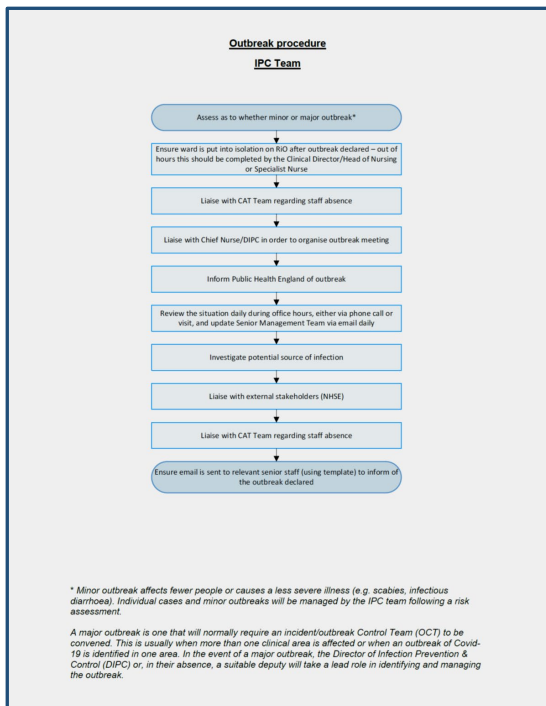 Outbreak procedure
IPC Team
Assess as to whether minor or major outbreak*
Ensure ward is put into isolation on RiO after outbreak declared – out of
hours this should be completed by the Clinical Director/Head of Nursing
or Specialist Nurse
Liaise with CAT Team regarding staff absence
Liaise with Chief Nurse/DIPC in order to organise outbreak meeting
Inform Public Health England of outbreak
Review the situation daily during office hours, either via phone call or
visit, and update Senior Management Team via email daily
Investigate potential source of infection
Liaise with external stakeholders (NHSE)
Liaise with CAT Team regarding staff absence
Ensure email is sent to relevant senior staff (using template) to inform of
the outbreak declared
* Minor outbreak affects fewer people or causes a less severe illness (e.g. scabies, infectious
diarrhoea). Individual cases and minor outbreaks will be managed by the IPC team following a risk
assessment.
A major outbreak is one that will normally require an incident/outbreak Control Team (OCT) to be
convened. This is usually when more than one clinical area is affected or when an outbreak of Covid-
19 is identified in one area. In the event of a major outbreak, the Director of Infection Prevention &
Control (DIPC) or, in their absence, a suitable deputy will take a lead role in identifying and managing
the outbreak.